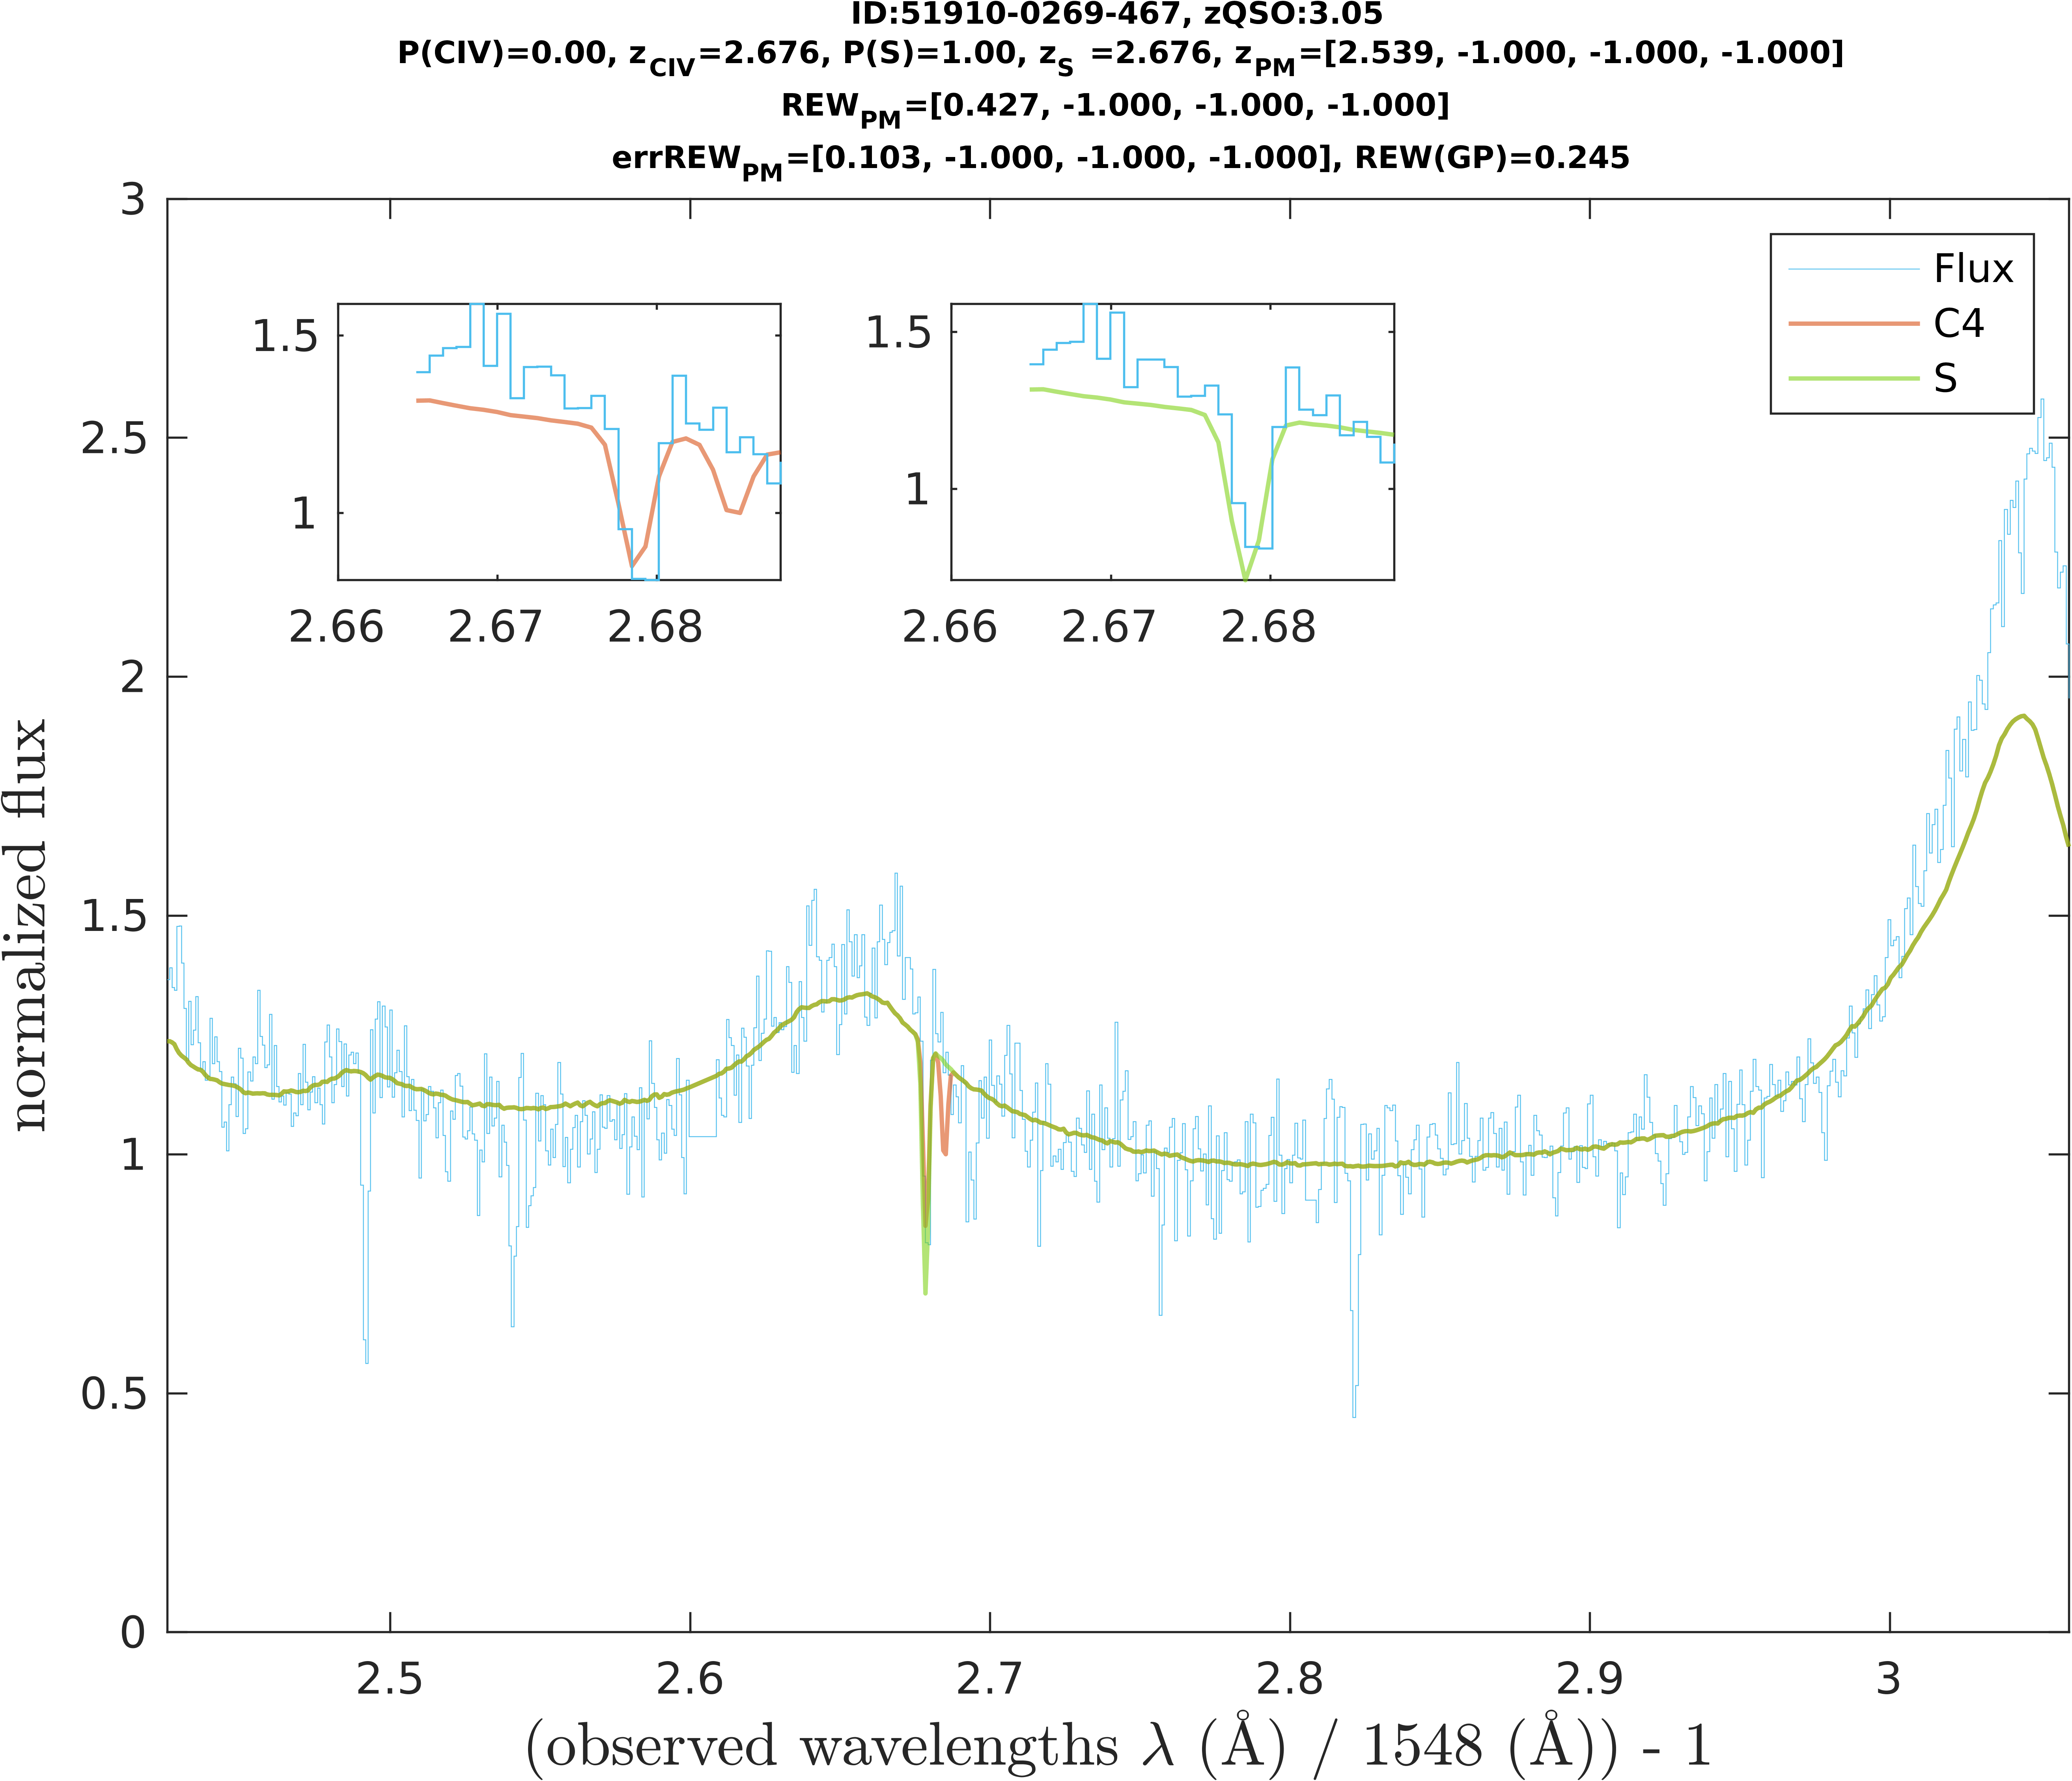 ID:51910-0269-467, zQSO:3.05
P(CIV)=0.00, zCIV=2.676, P(S)=1.00, zS =2.676, zPM=[2.539, -1.000, -1.000, -1.000]
REWPM=[0.427, -1.000, -1.000, -1.000]
errREWPM=[0.103, -1.000, -1.000, -1.000], REW(GP)=0.245
3
2.5
2
1.5
1
0.5
0
normalized flux
1.5
1
2.66 2.67 2.68
1.5
1
2.66 2.67 2.68
Flux
C4
S
2.5 2.6 2.7 2.8 2.9 3
(observed wavelengths λ (Å) / 1548 (Å)) - 1